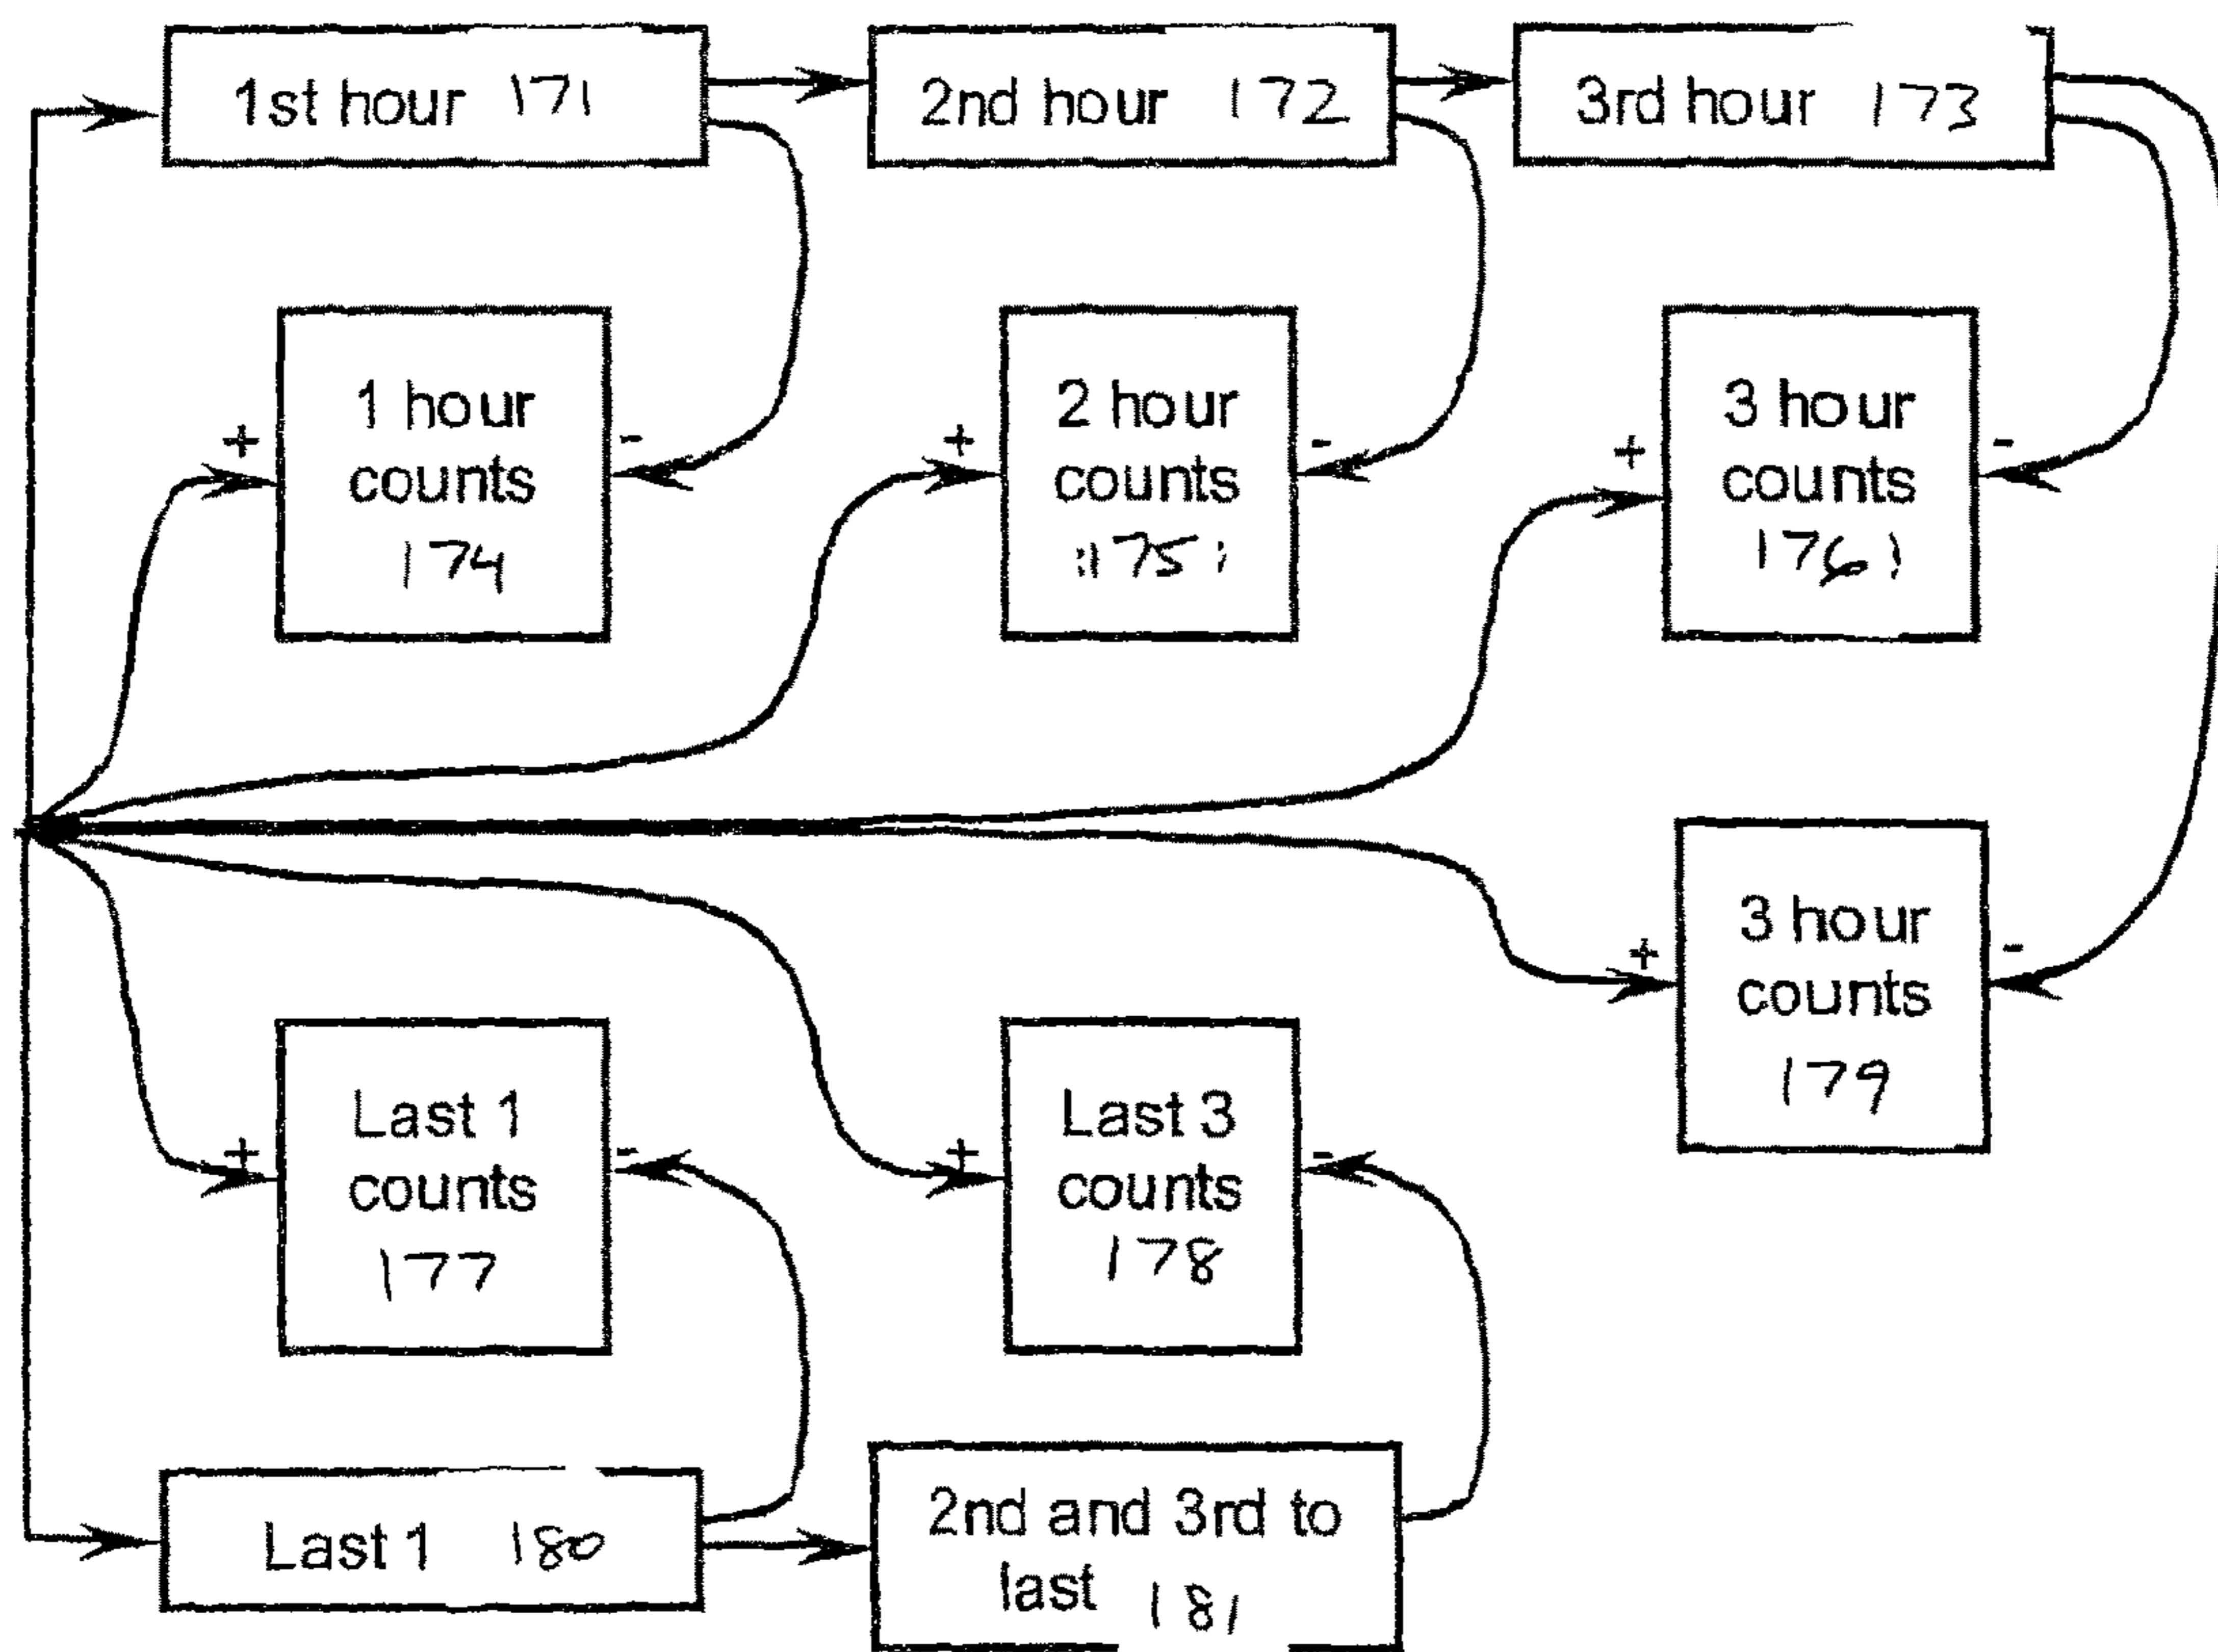 1st hour 171
2nd hour 172
3rd hour 173
1 hour
counts
174
+
-
2 hour
counts
175
+
-
3 hour
counts
176
+
-
3 hour
counts
179
+
-
Last 1
counts
177
+
-
Last 3
counts
178
+
-
Last 1 180
2nd and 3rd to
last 181